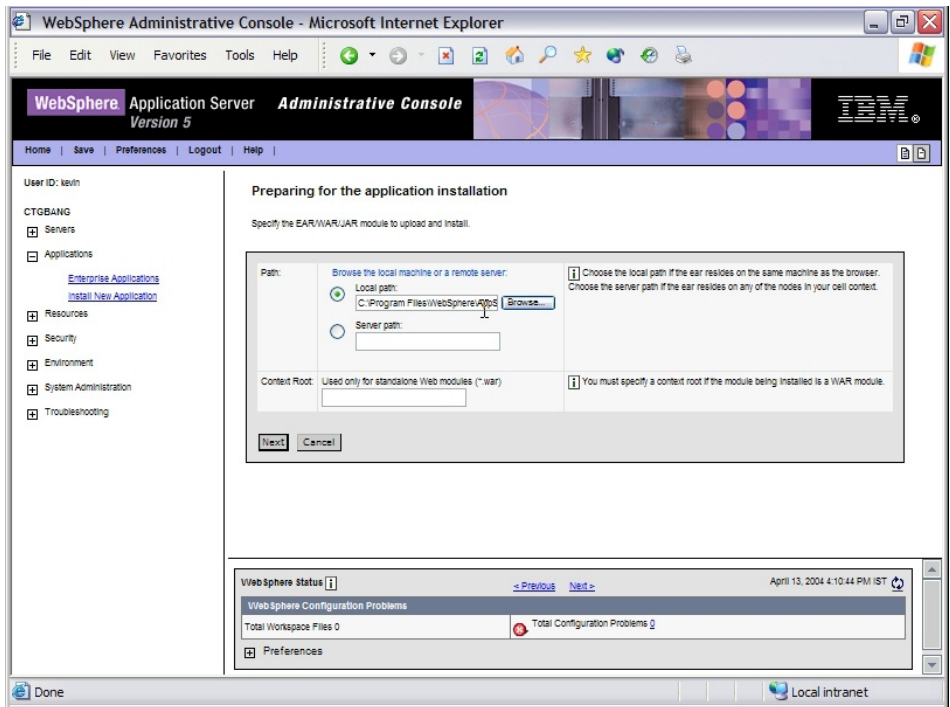 WebSphere Administrative Console - Microsoft Internet Explorer
File Edit View Favorites Tools Help
WebSphere. Application Server Administrative Console
Version 5
IBM®
Home | Save | Preferences | Logout | Help |
User ID: kevin
CTGBANG
Servers
Applications
Enterprise Applications
Install New Application
Resources
Security
Environment
System Administration
Troubleshooting
Preparing for the application installation
Specify the EAR/WAR/JAR module to upload and install.
Path:
Browse the local machine or a remote server:
Local path:
C:\Program Files\WebSphere\
Browse...
Server path:
i Choose the local path if the ear resides on the same machine as the browser.
Choose the server path if the ear resides on any of the nodes in your cell context.
Context Root:
Used only for standalone Web modules (*.war)
i You must specify a context root if the module being installed is a WAR module.
Next Cancel
WebSphere Status i
< Previous Next >
April 13, 2004 4:10:44 PM IST
WebSphere Configuration Problems
Total Workspace Files 0
Total Configuration Problems 0
Preferences
Done
Local intranet